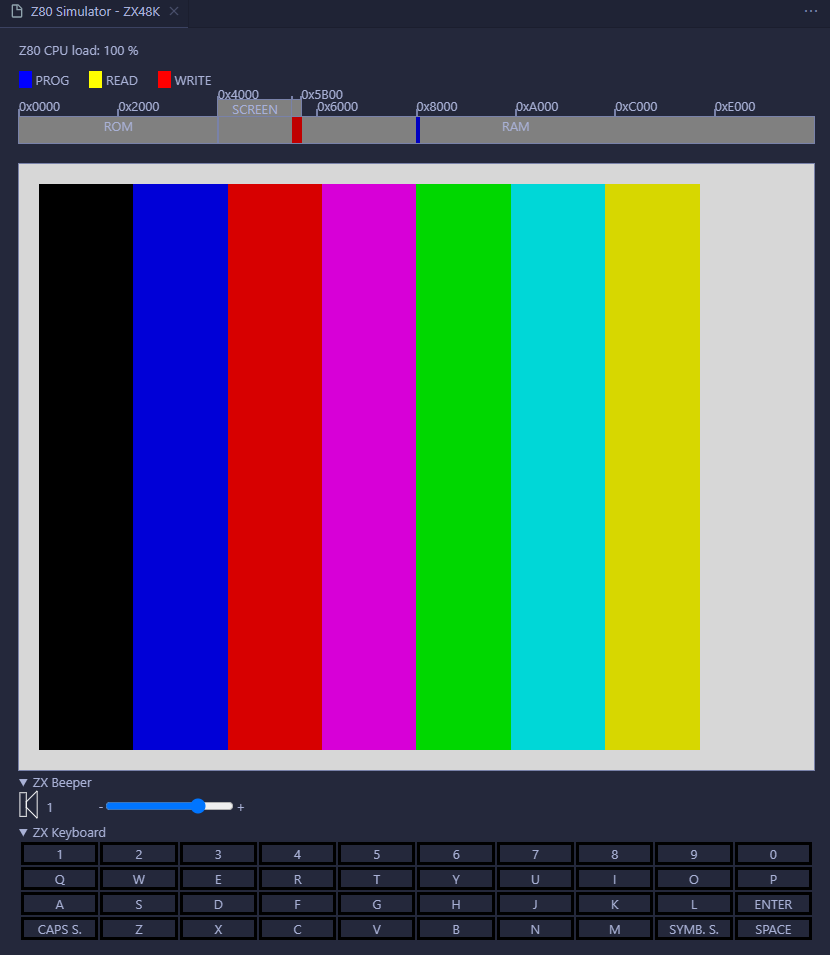 Z80 Simulator - ZX48K
Z80 CPU load: 100 %
PROG READ WRITE
0x4000 0x5B00
0x0000 0x2000 SCREEN 0x6000 0x8000 0xA000 0xC000 0xE000
ROM RAM
▼ ZX Beeper
1 - +
▼ ZX Keyboard
1 2 3 4 5 6 7 8 9 0
Q W E R T Y U I O P
A S D F G H J K L ENTER
CAPS S. Z X C V B N M SYMB. S. SPACE